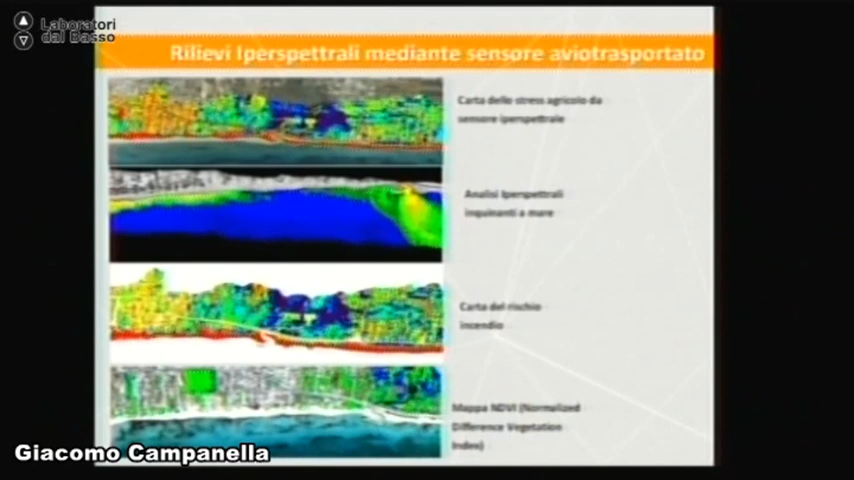 Laboratori
dal Basso
Rilievi Iperspettrali mediante sensore aviotrasportato
Carta dello stress agricolo da
sensore iperspettrale
Analisi Iperspettrali
inquinanti a mare
Carta del rischio
incendio
Mappa NDVI (Normalized
Difference Vegetation
Index)
Giacomo Campanella